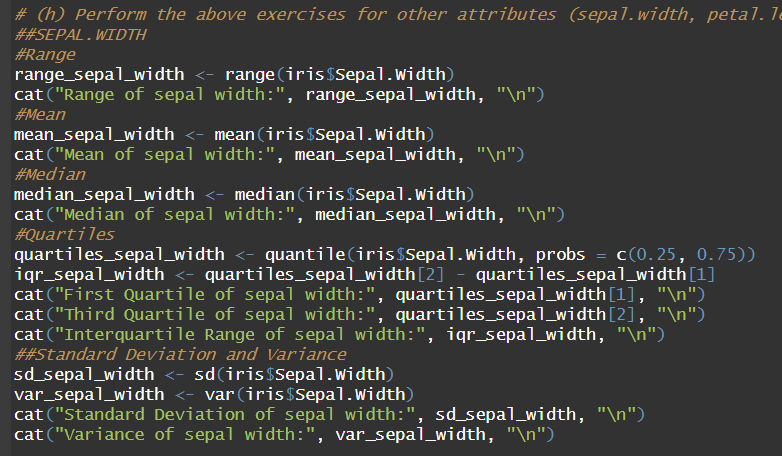 # (h) Perform the above exercises for other attributes (sepal.width,
##SEPAL.WIDTH
#Range
range_sepal_width <- range(iris$Sepal.Width)
cat("Range of sepal width:", range_sepal_width, "\n")
#Mean
mean_sepal_width <- mean(iris$Sepal.Width)
cat("Mean of sepal width:", mean_sepal_width, "\n")
#Median
median_sepal_width <- median(iris$Sepal.Width)
cat("Median of sepal width:", median_sepal_width, "\n")
#Quartiles
quartiles_sepal_width <- quantile(iris$Sepal.Width, probs = c(0.25, 0.75))
iqr_sepal_width <- quartiles_sepal_width[2] - quartiles_sepal_width[1]
cat("First Quartile of sepal width:", quartiles_sepal_width[1], "\n")
cat("Third Quartile of sepal width:", quartiles_sepal_width[2], "\n")
cat("Interquartile Range of sepal width:", iqr_sepal_width, "\n")
##Standard Deviation and Variance
sd_sepal_width <- sd(iris$Sepal.Width)
var_sepal_width <- var(iris$Sepal.Width)
cat("Standard Deviation of sepal width:", sd_sepal_width, "\n")
cat("Variance of sepal width:", var_sepal_width, "\n")